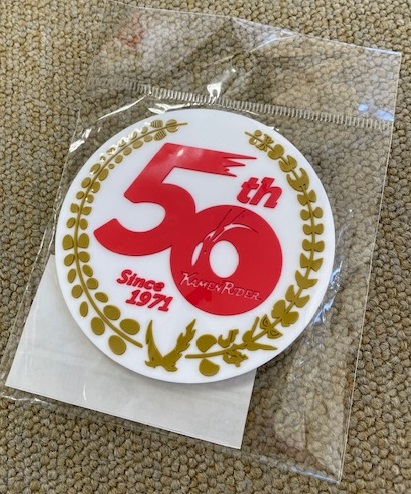 50th
KAMEN RIDER
Since
1971